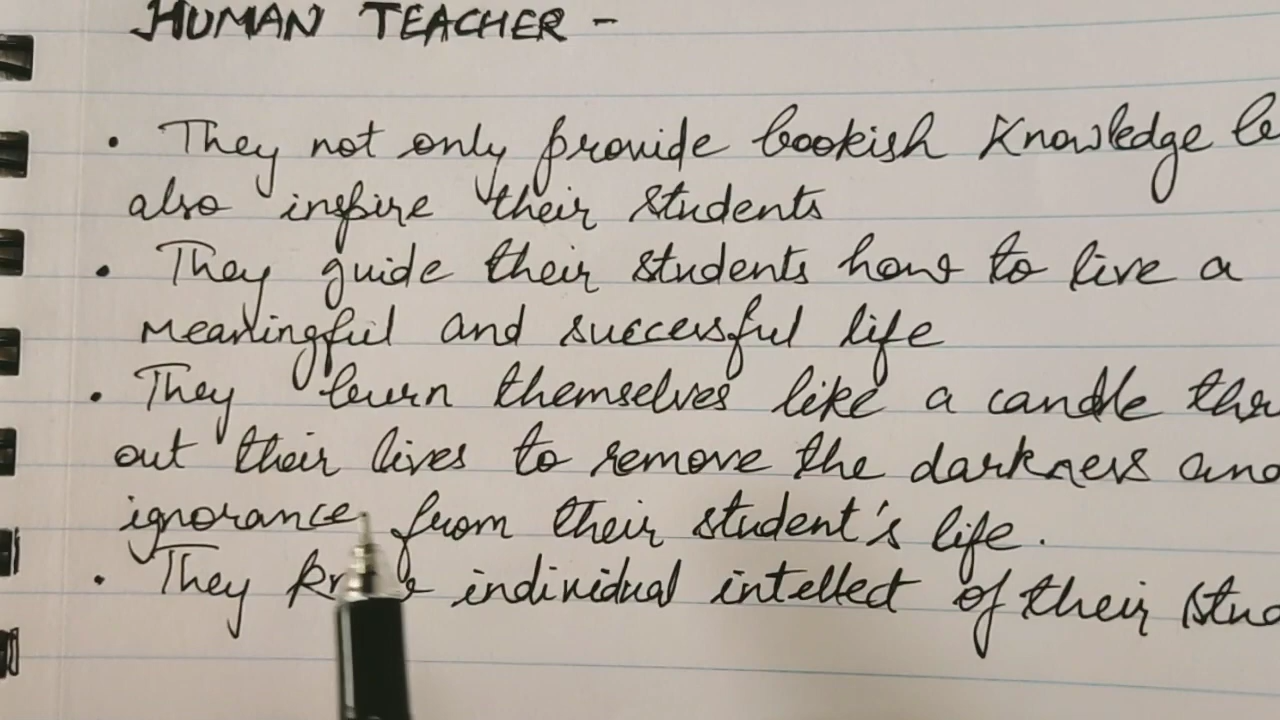 HUMAN TEACHER -
• They not only provide bookish Knowledge
also inspire their students
• They guide their students how to live a
meaningful and successful life
• They burn themselves like a candle
out their lives to remove the darkness and
ignorance from their student's life.
• They individual intellect of their